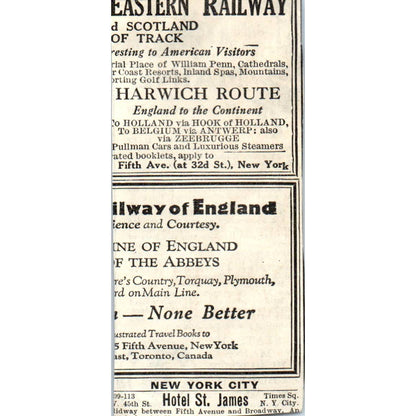 EASTERN RAILWAY
d SCOTLAND
OF TRACK
resting to American Visitors
rial Place of William Penn, Cathedrals,
r Coast Resorts, Inland Spas, Mountains,
orting Golf Links.
HARWICH ROUTE
England to the Continent
To HOLLAND via HOOK of HOLLAND,
To BELGIUM via ANTWERP: also
via ZEEBRUGGE
Pullman Cars and Luxurious Steamers
rated booklets, apply to
Fifth Ave. (at 32d St.), New York
ilway of England
ience and Courtesy.
INE OF ENGLAND
OF THE ABBEYS
re's Country, Torquay, Plymouth,
rd on Main Line.
— None Better
ustrated Travel Books to
5 Fifth Avenue, New York
ast, Toronto, Canada
NEW YORK CITY
09-113 Hotel St. James Times Sq.
W. 45th St. N. Y. City.
idway between Fifth Avenue and Broadway. An